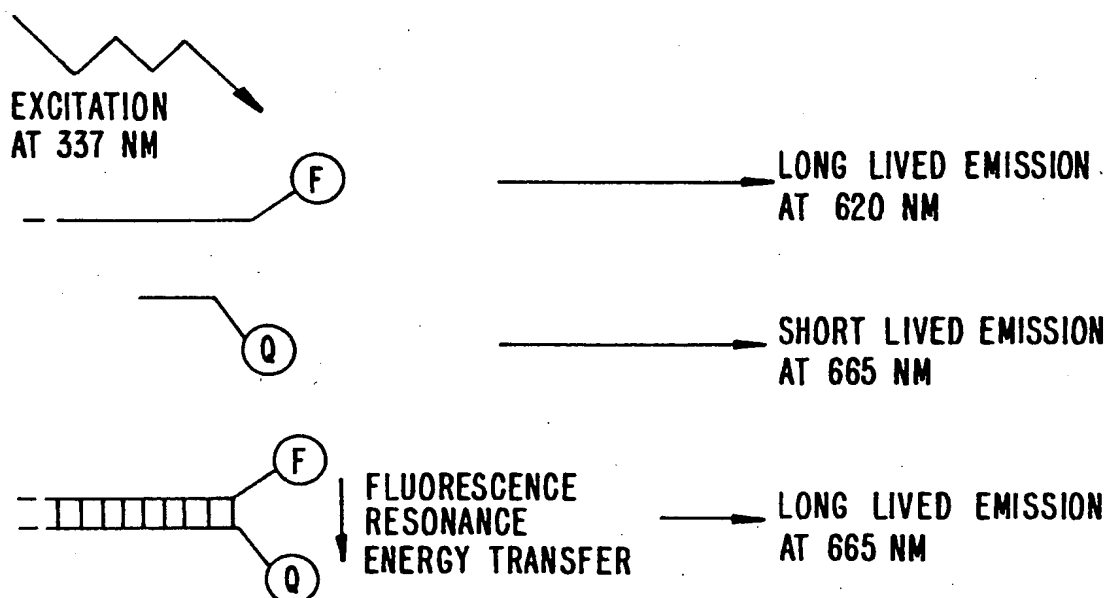 EXCITATION
AT 337 NM
F
LONG LIVED EMISSION
AT 620 NM
Q
SHORT LIVED EMISSION
AT 665 NM
F
FLUORESCENCE
RESONANCE
ENERGY TRANSFER
LONG LIVED EMISSION
AT 665 NM
Q